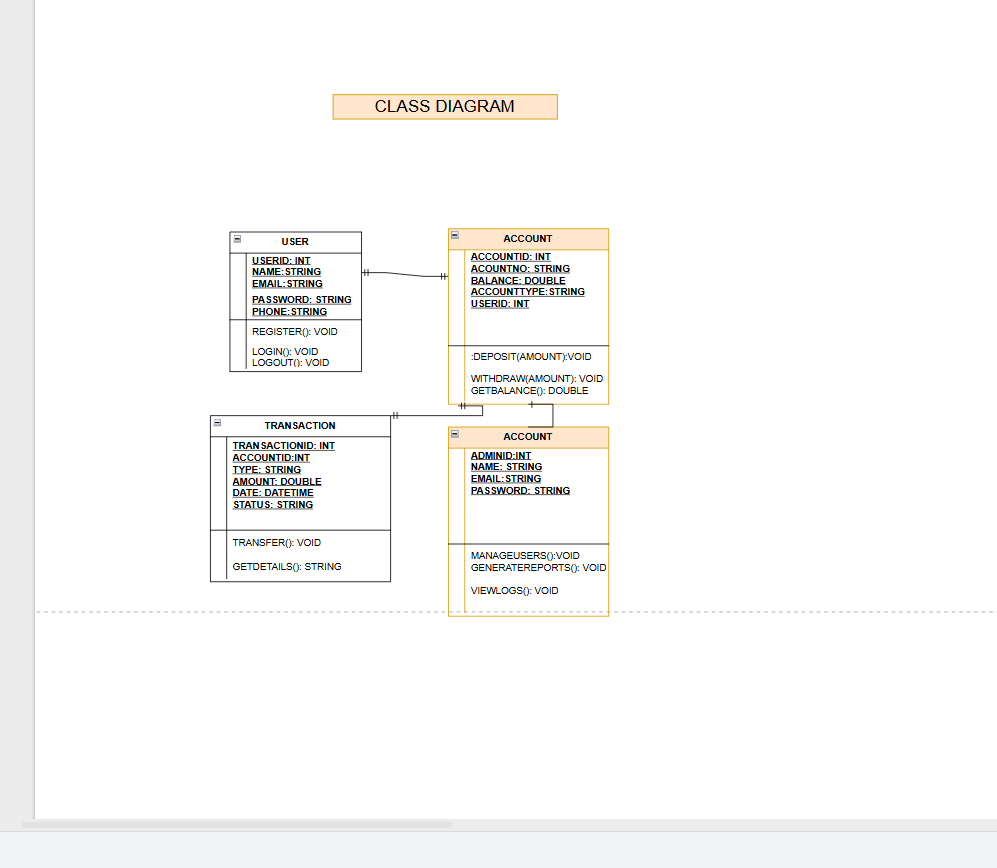 CLASS DIAGRAM
USER
USERID: INT
NAME:STRING
EMAIL:STRING
PASSWORD: STRING
PHONE:STRING
REGISTER(): VOID
LOGIN(): VOID
LOGOUT(): VOID
ACCOUNT
ACCOUNTID: INT
ACOUNTNO: STRING
BALANCE: DOUBLE
ACCOUNTTYPE:STRING
USERID: INT
:DEPOSIT(AMOUNT):VOID
WITHDRAW(AMOUNT): VOID
GETBALANCE(): DOUBLE
TRANSACTION
TRANSACTIONID: INT
ACCOUNTID:INT
TYPE: STRING
AMOUNT: DOUBLE
DATE: DATETIME
STATUS: STRING
TRANSFER(): VOID
GETDETAILS(): STRING
ACCOUNT
ADMINID:INT
NAME: STRING
EMAIL:STRING
PASSWORD: STRING
MANAGEUSERS():VOID
GENERATEREPORTS(): VOID
VIEWLOGS(): VOID